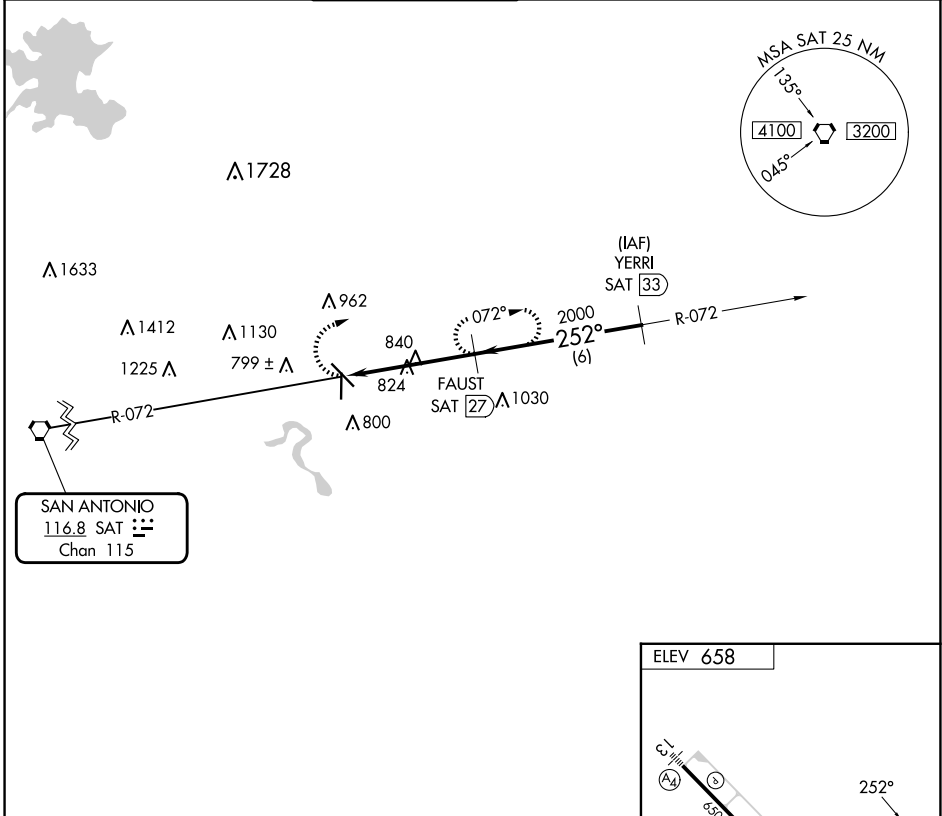 MSA SAT 25 NM
135°
4100
3200
045°
1728
(IAF)
YERRI
SAT 33
1633
962
072°
2000
R-072
252°
(6)
1412
1130
840
1225
799 ±
824
FAUST
SAT 27
1030
R-072
800
SAN ANTONIO
116.8 SAT
Chan 115
ELEV 658
13
A4
P
252°